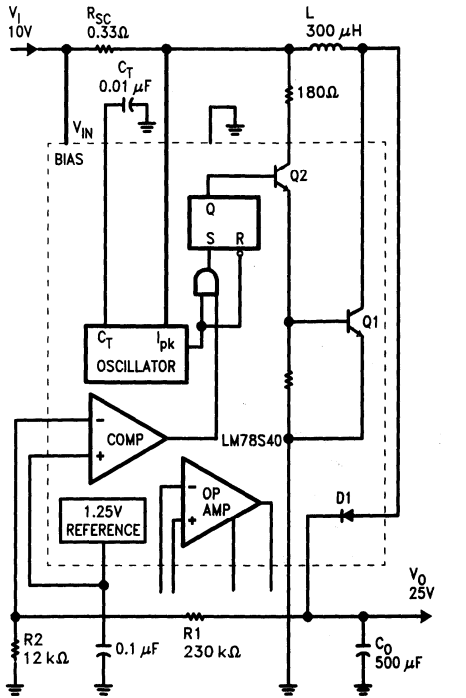 V_I
10V
R_SC
0.33Ω
L
300 μH
C_T
0.01 μF
180Ω
V_IN
BIAS
Q2
Q
S R
Q1
C_T I_pk
OSCILLATOR
−
COMP
+
LM78S40
−
OP
AMP
+
1.25V
REFERENCE
D1
V_O
25V
R2
12 kΩ
0.1 μF
R1
230 kΩ
C_O
500 μF